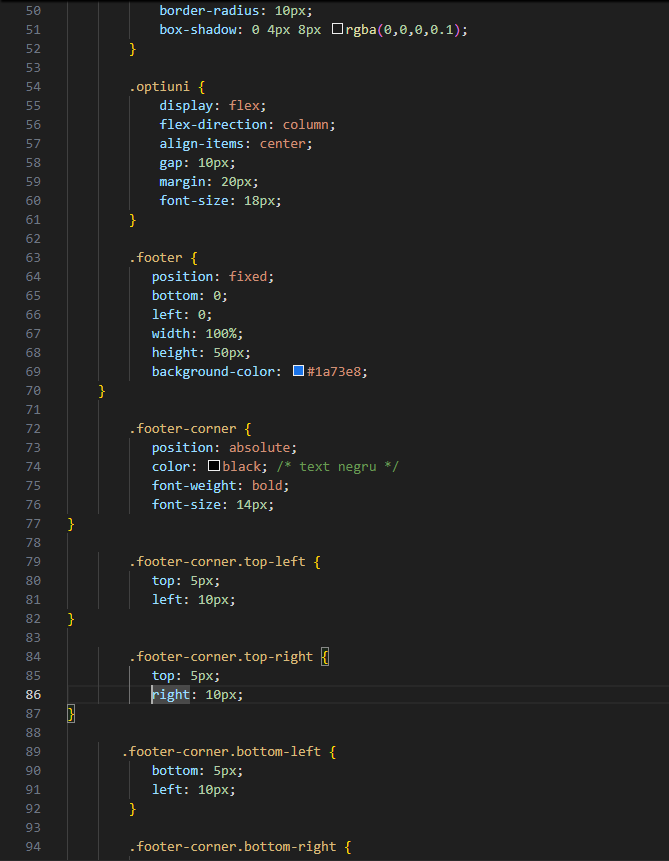 50 border-radius: 10px;
51 box-shadow: 0 4px 8px rgba(0,0,0,0.1);
52 }
53
54 .optiuni {
55 display: flex;
56 flex-direction: column;
57 align-items: center;
58 gap: 10px;
59 margin: 20px;
60 font-size: 18px;
61 }
62
63 .footer {
64 position: fixed;
65 bottom: 0;
66 left: 0;
67 width: 100%;
68 height: 50px;
69 background-color: #1a73e8;
70 }
71
72 .footer-corner {
73 position: absolute;
74 color: black; /* text negru */
75 font-weight: bold;
76 font-size: 14px;
77 }
78
79 .footer-corner.top-left {
80 top: 5px;
81 left: 10px;
82 }
83
84 .footer-corner.top-right {
85 top: 5px;
86 right: 10px;
87 }
88
89 .footer-corner.bottom-left {
90 bottom: 5px;
91 left: 10px;
92 }
93
94 .footer-corner.bottom-right {